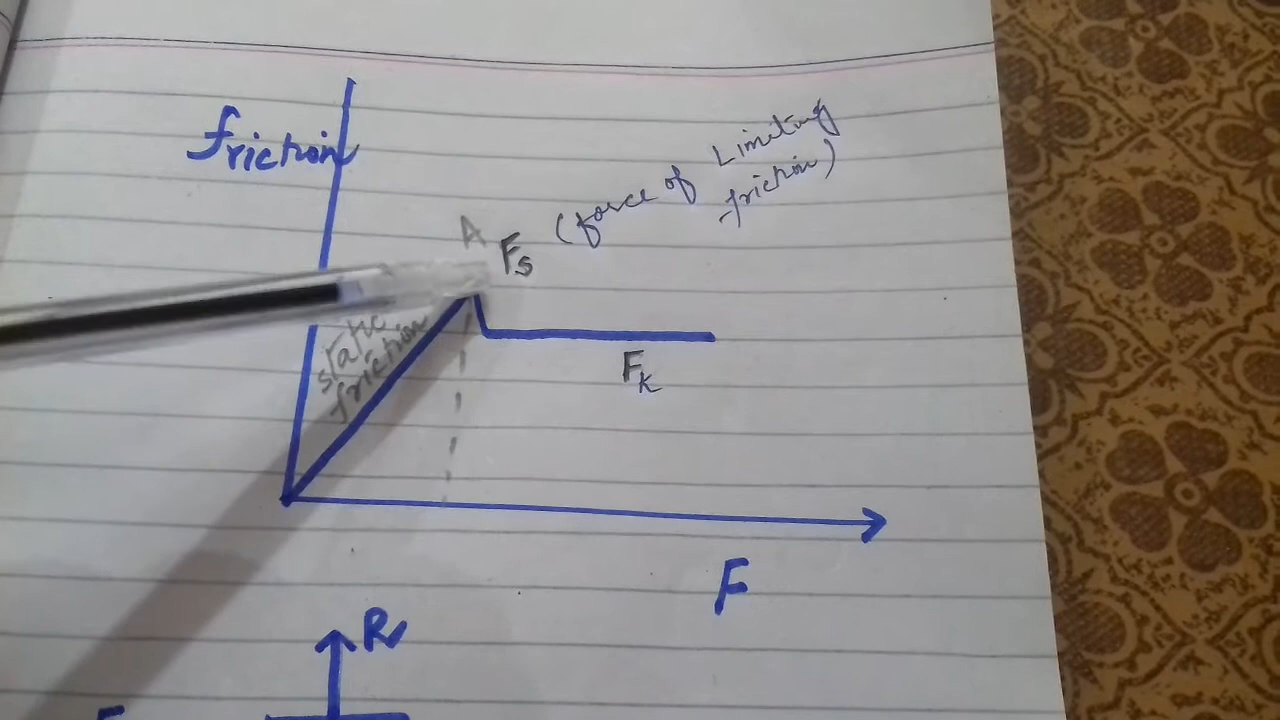 friction
(force of Limiting
friction)
A
Fs
static
friction
Fk
F
R
F